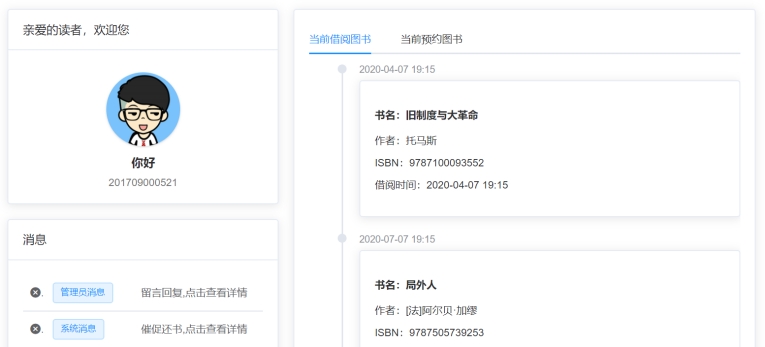 亲爱的读者，欢迎您
你好
201709000521
消息
管理员消息 留言回复,点击查看详情
系统消息 催促还书,点击查看详情
当前借阅图书 当前预约图书
2020-04-07 19:15
书名：旧制度与大革命
作者：托马斯
ISBN：9787100093552
借阅时间：2020-04-07 19:15
2020-07-07 19:15
书名：局外人
作者：[法]阿尔贝·加缪
ISBN：9787505739253